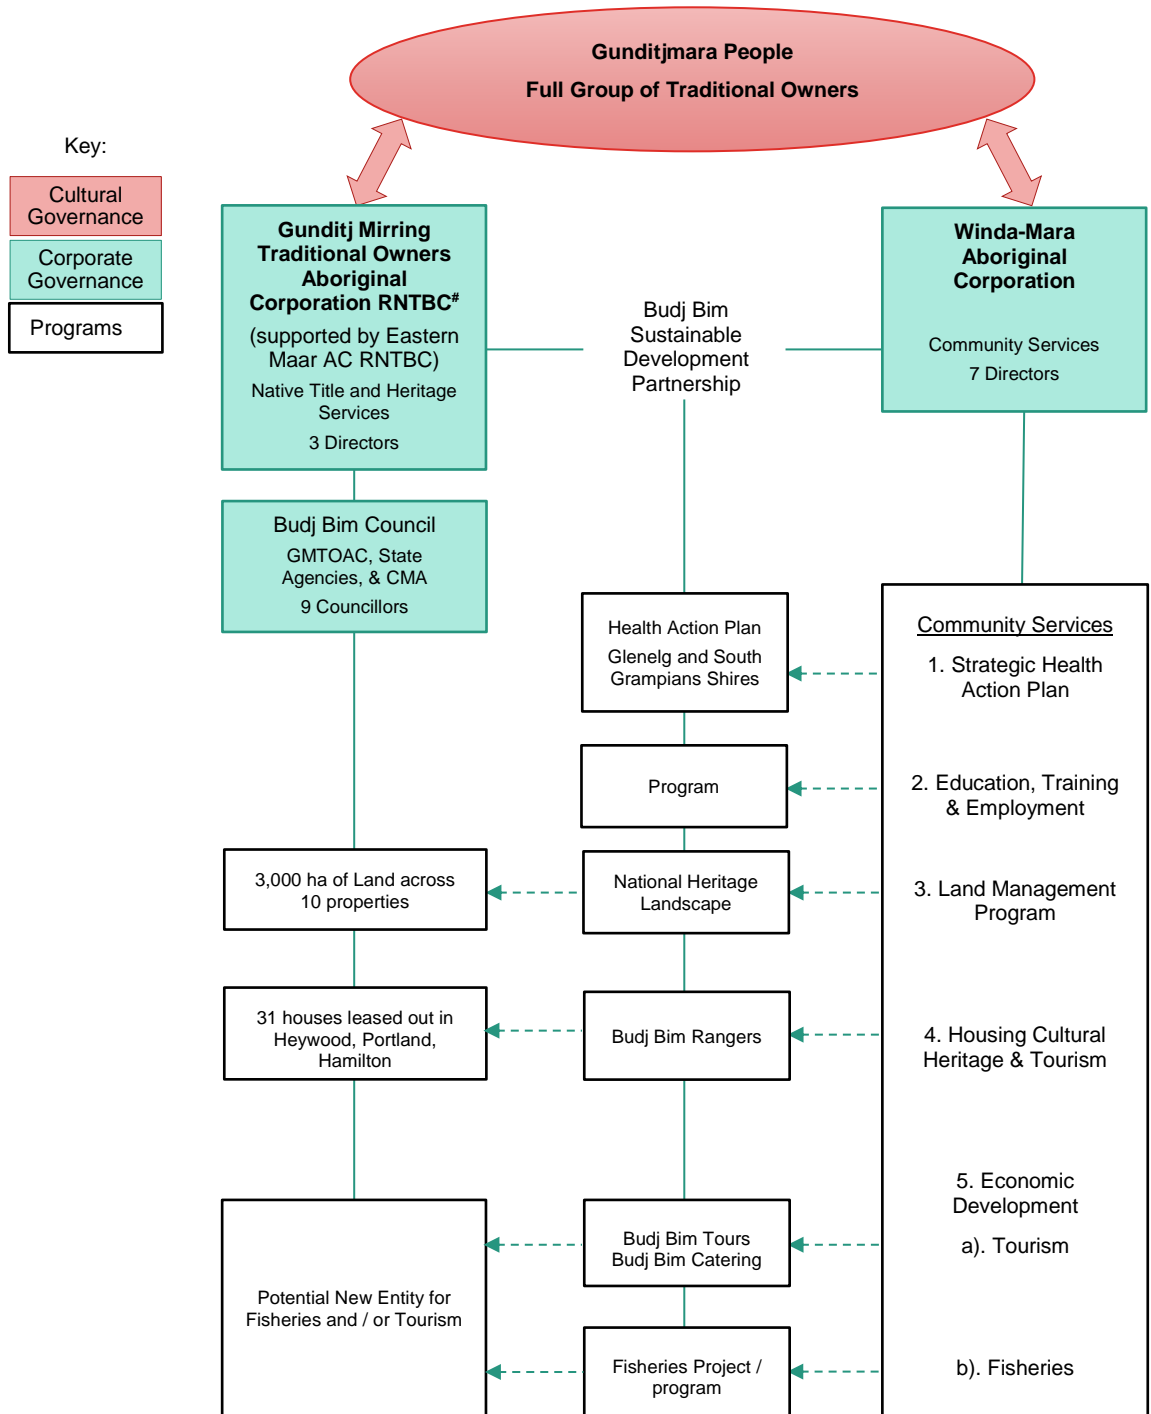 Gunditjmara People
Full Group of Traditional Owners
Key:
Cultural
Governance
Corporate
Governance
Programs
Gunditj Mirring
Traditional Owners
Aboriginal
Corporation RNTBC#
(supported by Eastern
Maar AC RNTBC)
Native Title and Heritage
Services
3 Directors
Budj Bim
Sustainable
Development
Partnership
Winda-Mara
Aboriginal
Corporation
Community Services
7 Directors
Budj Bim Council
GMTOAC, State
Agencies, & CMA
9 Councillors
Health Action Plan
Glenelg and South
Grampians Shires
Community Services
1. Strategic Health
Action Plan
Program
2. Education, Training
& Employment
3,000 ha of Land across
10 properties
National Heritage
Landscape
3. Land Management
Program
31 houses leased out in
Heywood, Portland,
Hamilton
Budj Bim Rangers
4. Housing Cultural
Heritage & Tourism
5. Economic
Development
Potential New Entity for
Fisheries and / or Tourism
Budj Bim Tours
Budj Bim Catering
a). Tourism
Fisheries Project /
program
b). Fisheries